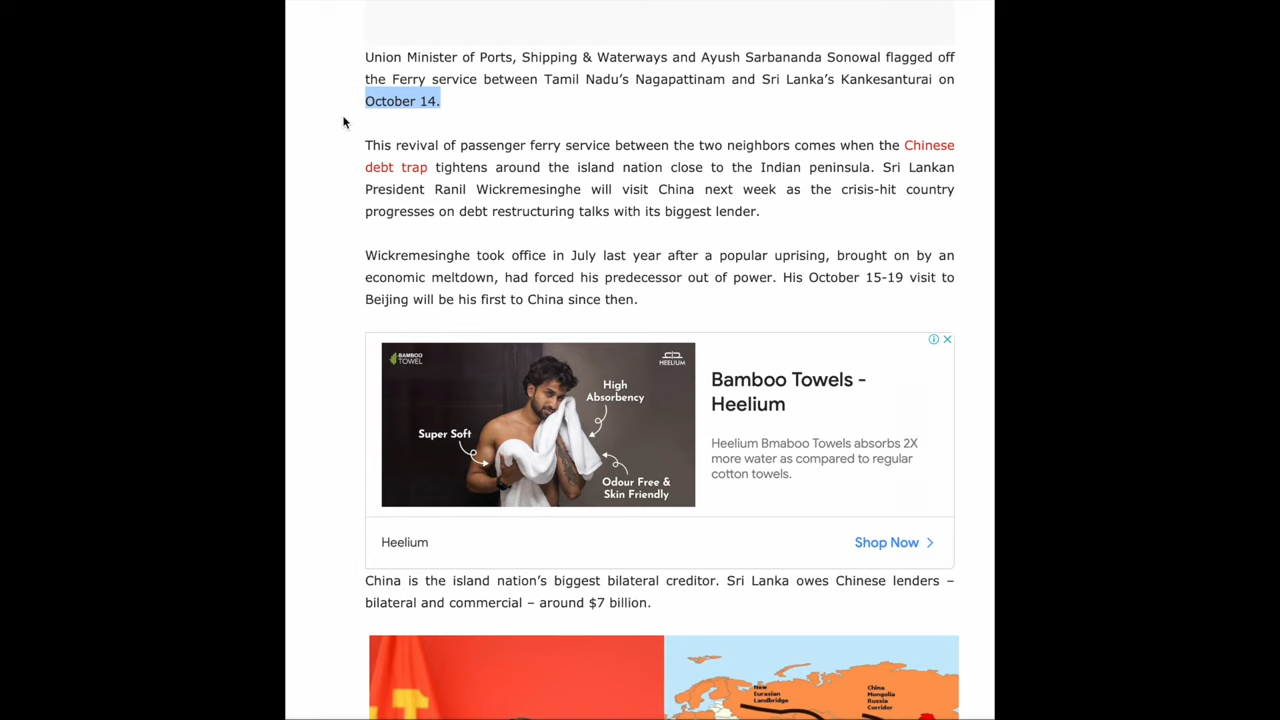 Union Minister of Ports, Shipping & Waterways and Ayush Sarbananda Sonowal flagged off
the Ferry service between Tamil Nadu’s Nagapattinam and Sri Lanka’s Kankesanturai on
October 14.
This revival of passenger ferry service between the two neighbors comes when the Chinese
debt trap tightens around the island nation close to the Indian peninsula. Sri Lankan
President Ranil Wickremesinghe will visit China next week as the crisis-hit country
progresses on debt restructuring talks with its biggest lender.
Wickremesinghe took office in July last year after a popular uprising, brought on by an
economic meltdown, had forced his predecessor out of power. His October 15-19 visit to
Beijing will be his first to China since then.
BAMBOO
TOWEL
HEELIUM
High
Absorbency
Super Soft
Odour Free &
Skin Friendly
Bamboo Towels -
Heelium
Heelium Bmaboo Towels absorbs 2X
more water as compared to regular
cotton towels.
Heelium
Shop Now
China is the island nation’s biggest bilateral creditor. Sri Lanka owes Chinese lenders –
bilateral and commercial – around $7 billion.
New
Eurasian
Landbridge
China
Mongolia
Russia
Corridor